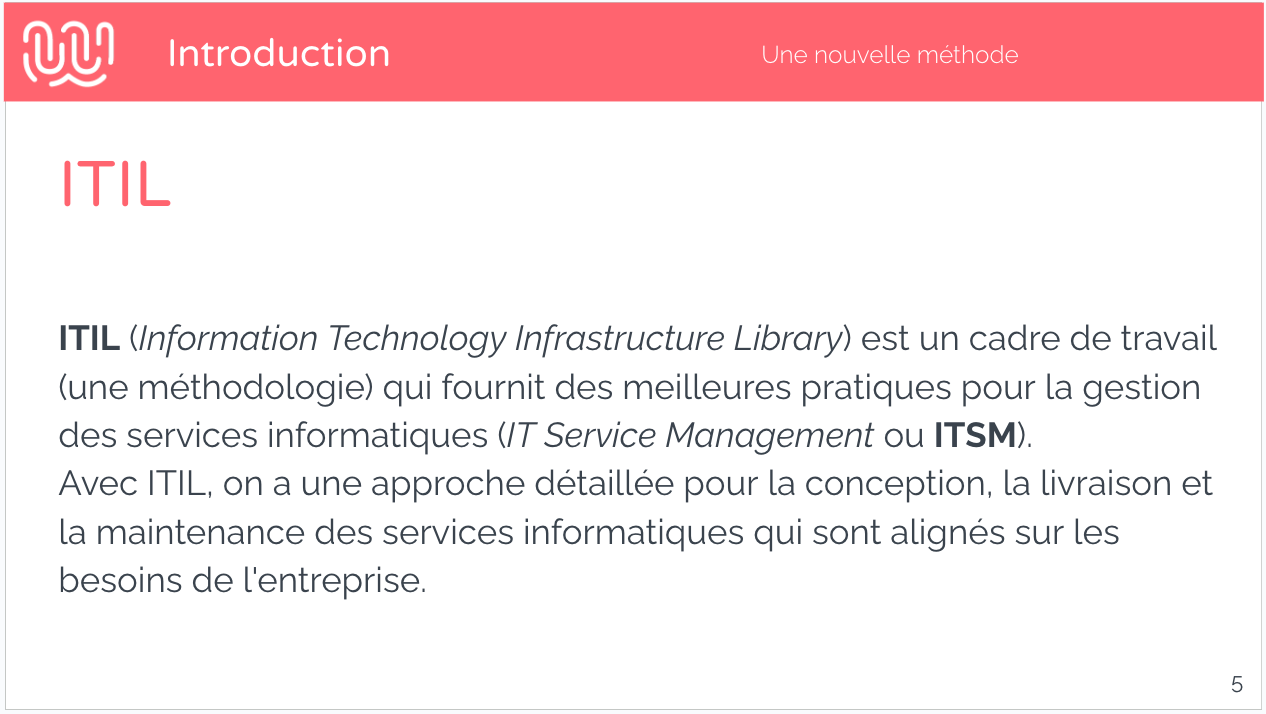 Introduction
Une nouvelle méthode
ITIL
ITIL (Information Technology Infrastructure Library) est un cadre de travail
(une méthodologie) qui fournit des meilleures pratiques pour la gestion
des services informatiques (IT Service Management ou ITSM).
Avec ITIL, on a une approche détaillée pour la conception, la livraison et
la maintenance des services informatiques qui sont alignés sur les
besoins de l'entreprise.
5